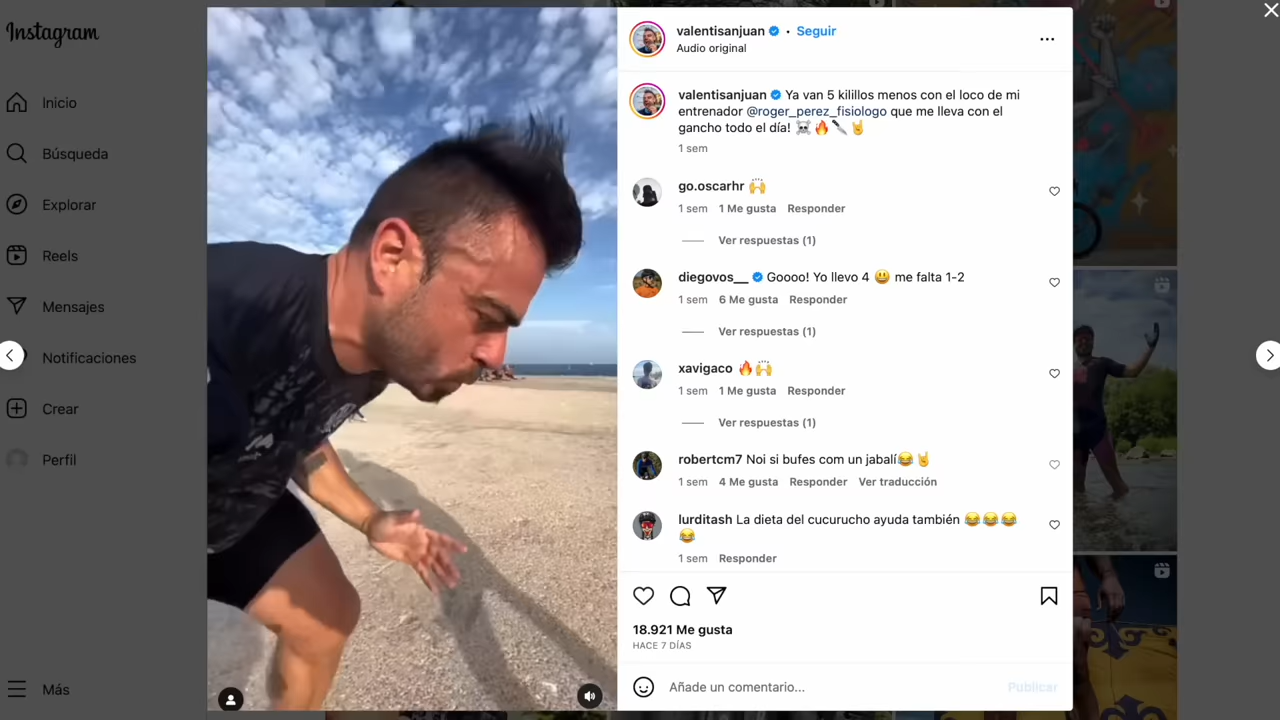 Instagram
Inicio
Búsqueda
Explorar
Reels
Mensajes
Notificaciones
Crear
Perfil
Más
valentisanjuan • Seguir
Audio original
valentisanjuan Ya van 5 kilillos menos con el loco de mi
entrenador @roger_perez_fisiologo que me lleva con el
gancho todo el día! ☠️🔥🔪🤘
1 sem
go.oscarhr 🙌
1 sem 1 Me gusta Responder
Ver respuestas (1)
diegovos__ Goooo! Yo llevo 4 😃 me falta 1-2
1 sem 6 Me gusta Responder
Ver respuestas (1)
xavigaco 🔥🙌
1 sem 1 Me gusta Responder
Ver respuestas (1)
robertcm7 Noi si bufes com un jabalí😂🤘
1 sem 4 Me gusta Responder Ver traducción
lurditash La dieta del cucurucho ayuda también 😂😂😂
😂
1 sem Responder
18.921 Me gusta
HACE 7 DÍAS
Añade un comentario... Publicar